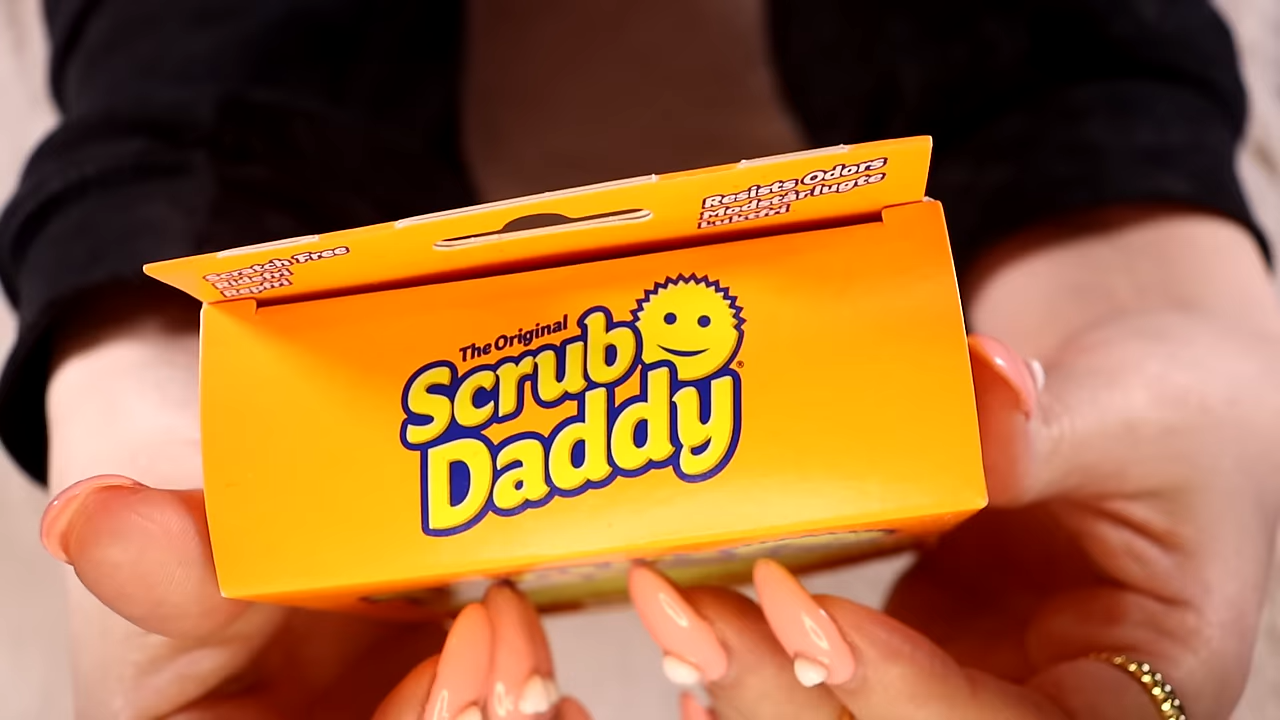 Scratch Free
Ridsefri
Repfri
Resists Odors
Modstår lugte
Luktfri
The Original
Scrub
Daddy®